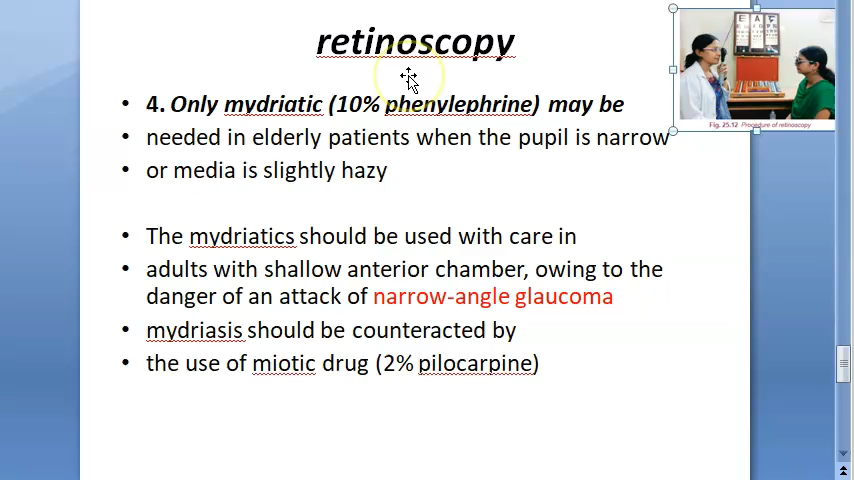 retinoscopy
• 4. Only mydriatic (10% phenylephrine) may be
• needed in elderly patients when the pupil is narrow
• or media is slightly hazy
• The mydriatics should be used with care in
• adults with shallow anterior chamber, owing to the
danger of an attack of narrow-angle glaucoma
• mydriasis should be counteracted by
• the use of miotic drug (2% pilocarpine)
Fig. 25.12 Procedure of retinoscopy